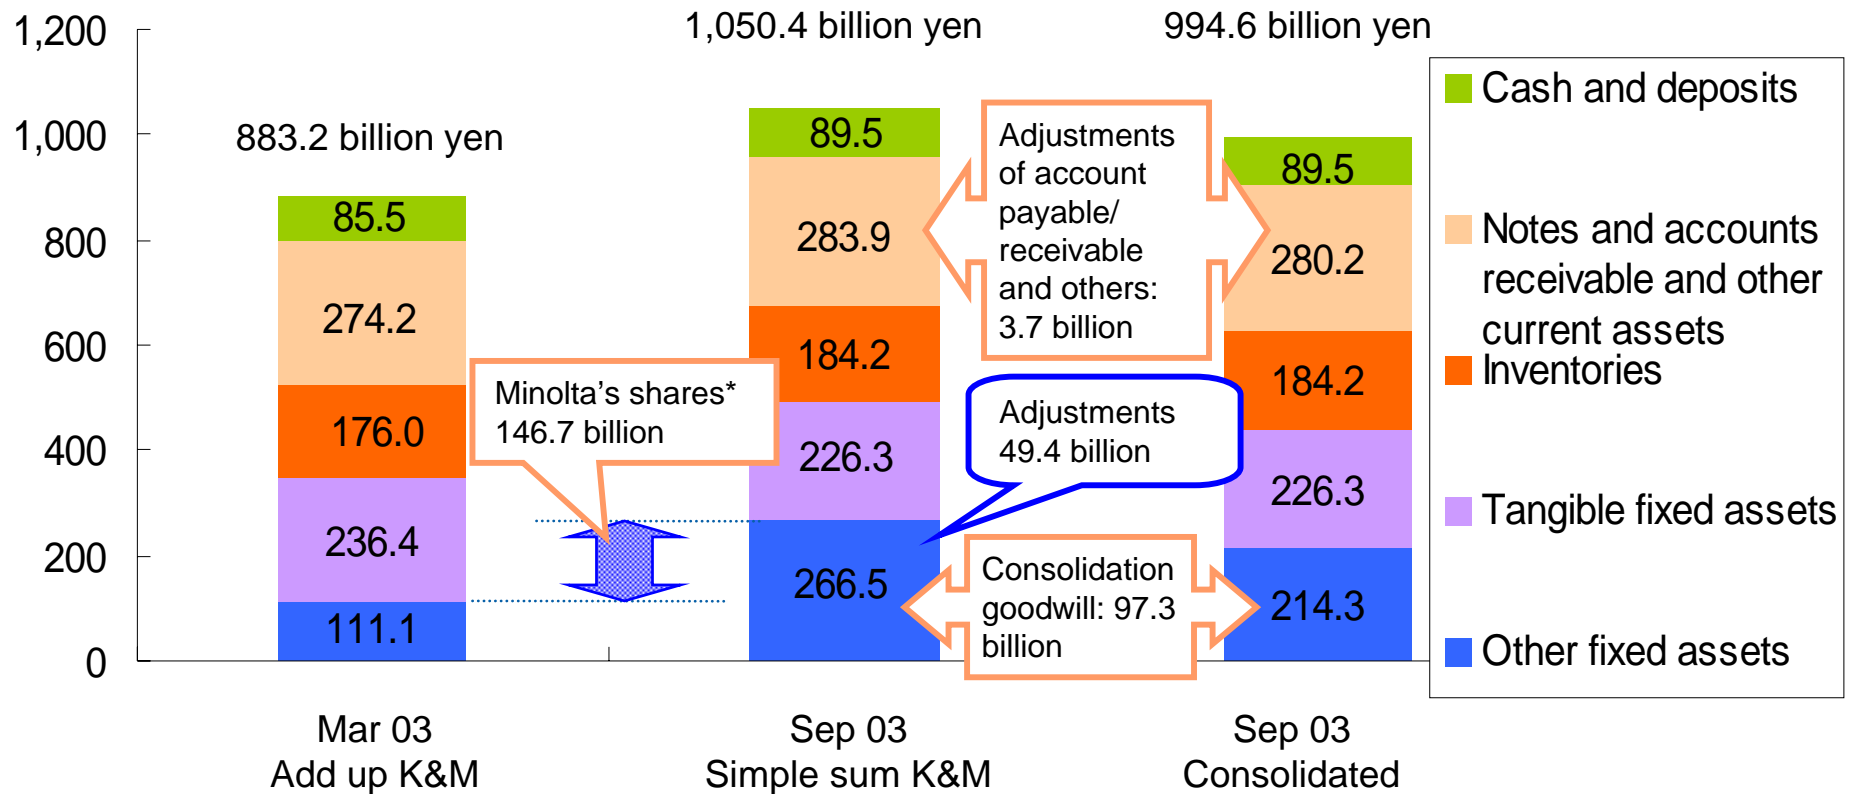 1,200
1,000
800
600
400
200
0
883.2 billion yen
1,050.4 billion yen
994.6 billion yen
85.5
274.2
176.0
236.4
111.1
Minolta’s shares*
146.7 billion
89.5
283.9
184.2
226.3
266.5
Adjustments
of account
payable/
receivable
and others:
3.7 billion
Adjustments
49.4 billion
Consolidation
goodwill: 97.3
billion
89.5
280.2
184.2
226.3
214.3
Cash and deposits
Notes and accounts
receivable and other
current assets
Inventories
Tangible fixed assets
Other fixed assets
Mar 03
Add up K&M
Sep 03
Simple sum K&M
Sep 03
Consolidated